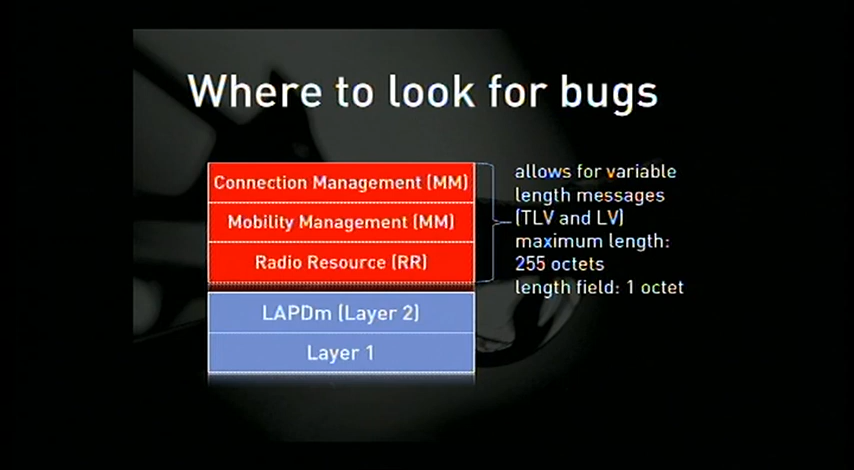 Where to look for bugs
Connection Management (MM)
Mobility Management (MM)
Radio Resource (RR)
LAPDm (Layer 2)
Layer 1
allows for variable
length messages
(TLV and LV)
maximum length:
255 octets
length field: 1 octet